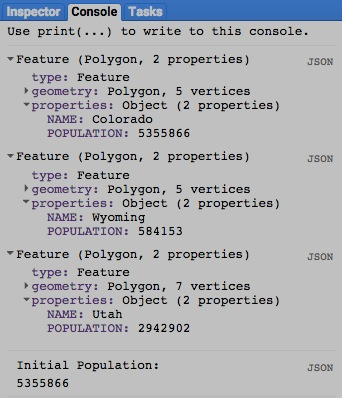 Inspector Console Tasks
Use print(...) to write to this console.
Feature (Polygon, 2 properties) JSON
type: Feature
geometry: Polygon, 5 vertices
properties: Object (2 properties)
NAME: Colorado
POPULATION: 5355866
Feature (Polygon, 2 properties) JSON
type: Feature
geometry: Polygon, 5 vertices
properties: Object (2 properties)
NAME: Wyoming
POPULATION: 584153
Feature (Polygon, 2 properties) JSON
type: Feature
geometry: Polygon, 7 vertices
properties: Object (2 properties)
NAME: Utah
POPULATION: 2942902
Initial Population: JSON
5355866